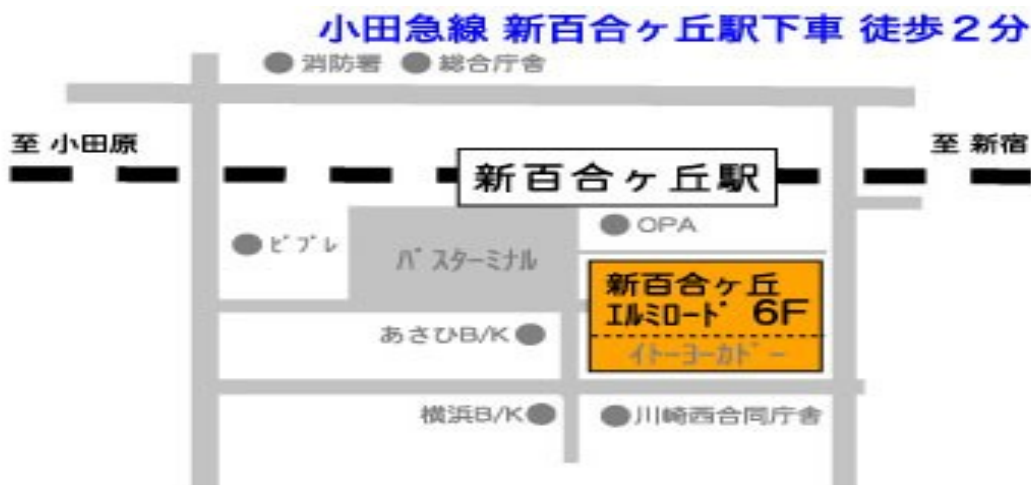 小田急線 新百合ヶ丘駅下車 徒歩2分
消防署 総合庁舎
至 小田原
至 新宿
新百合ヶ丘駅
OPA
ビブレ
バスターミナル
新百合ヶ丘
エルミロード 6F
あさひB/K
イトーヨーカドー
横浜B/K
川崎西合同庁舎